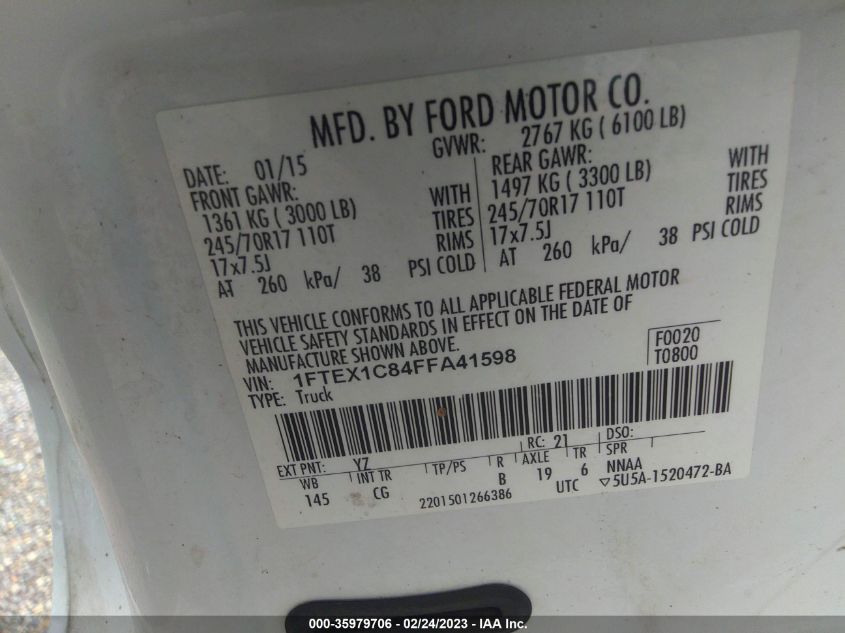 MFD. BY FORD MOTOR CO.
DATE: 01/15 GVWR: 2767 KG ( 6100 LB)
FRONT GAWR: REAR GAWR:
1361 KG ( 3000 LB) WITH 1497 KG ( 3300 LB) WITH
245/70R17 110T TIRES 245/70R17 110T TIRES
17x7.5J RIMS 17x7.5J RIMS
AT 260 kPa/ 38 PSI COLD AT 260 kPa/ 38 PSI COLD
THIS VEHICLE CONFORMS TO ALL APPLICABLE FEDERAL MOTOR
VEHICLE SAFETY STANDARDS IN EFFECT ON THE DATE OF
MANUFACTURE SHOWN ABOVE.
VIN: 1FTEX1C84FFA41598 F0020
TYPE: Truck T0800
EXT PNT: YZ RC: 21 DSO:
WB INT TR TP/PS R AXLE TR SPR
145 CG B 19 6 NNAA
2201501266386 UTC ▽5U5A-1520472-BA
000-35979706 - 02/24/2023 - IAA Inc.